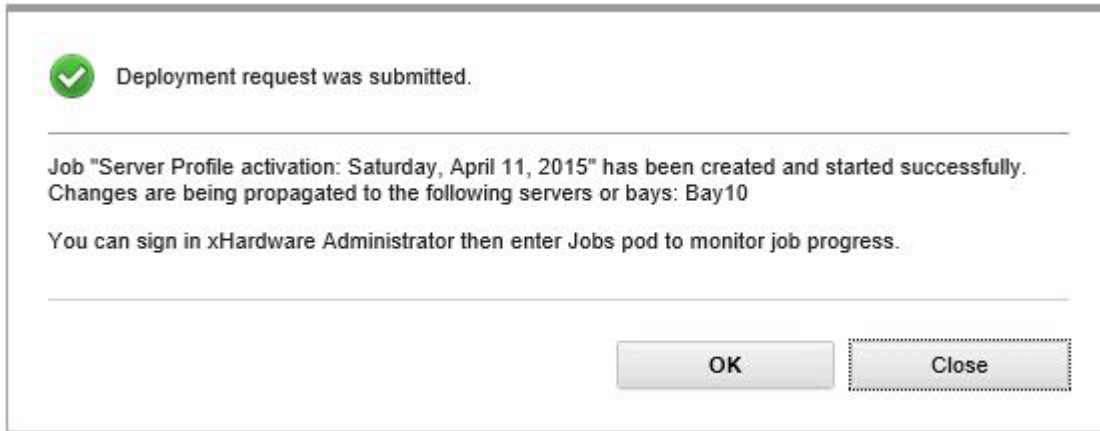 Deployment request was submitted.
Job "Server Profile activation: Saturday, April 11, 2015" has been created and started successfully.
Changes are being propagated to the following servers or bays: Bay10
You can sign in xHardware Administrator then enter Jobs pod to monitor job progress.
OK
Close